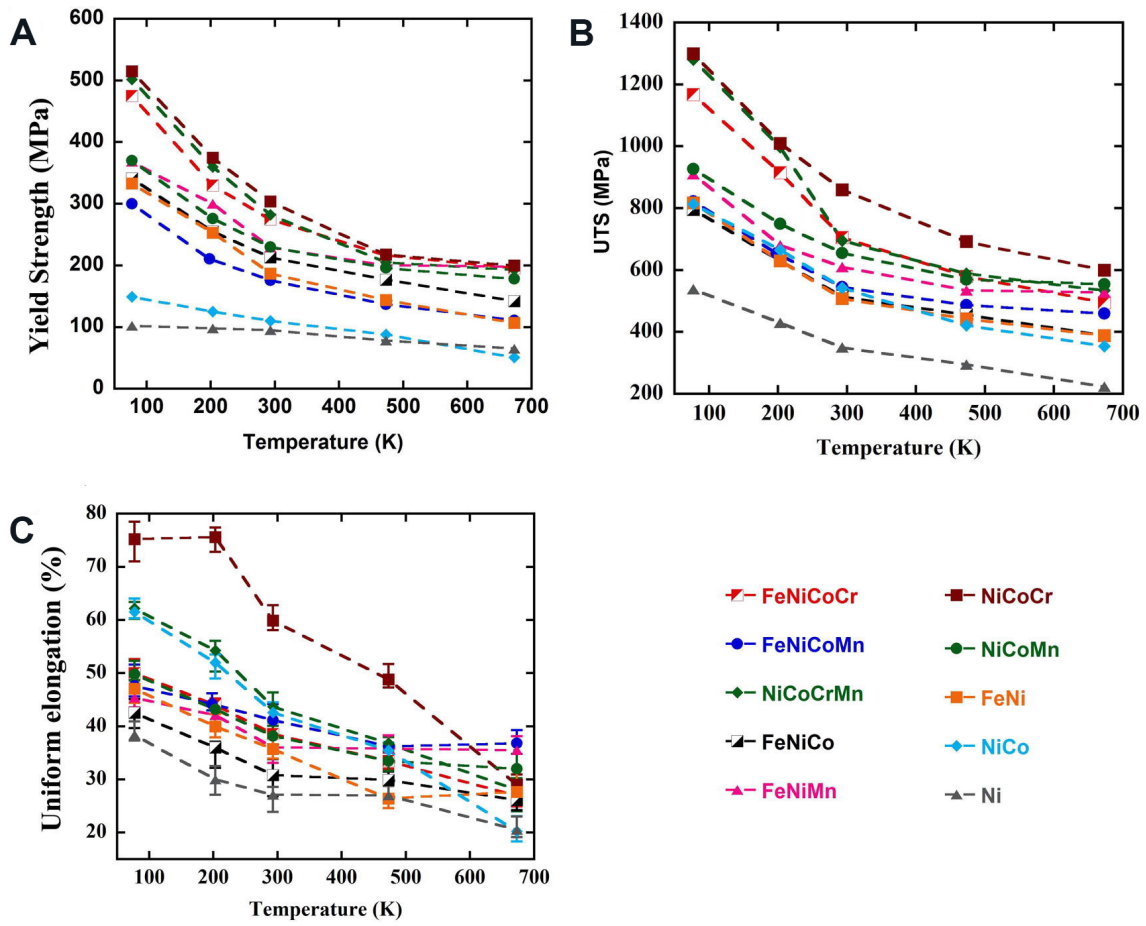 A
600
500
400
300
200
100
0
Yield Strength (MPa)
100 200 300 400 500 600 700
Temperature (K)
B
1400
1200
1000
800
600
400
200
UTS (MPa)
100 200 300 400 500 600 700
Temperature (K)
C
80
70
60
50
40
30
20
Uniform elongation (%)
100 200 300 400 500 600 700
Temperature (K)
FeNiCoCr
FeNiCoMn
NiCoCrMn
FeNiCo
FeNiMn
NiCoCr
NiCoMn
FeNi
NiCo
Ni